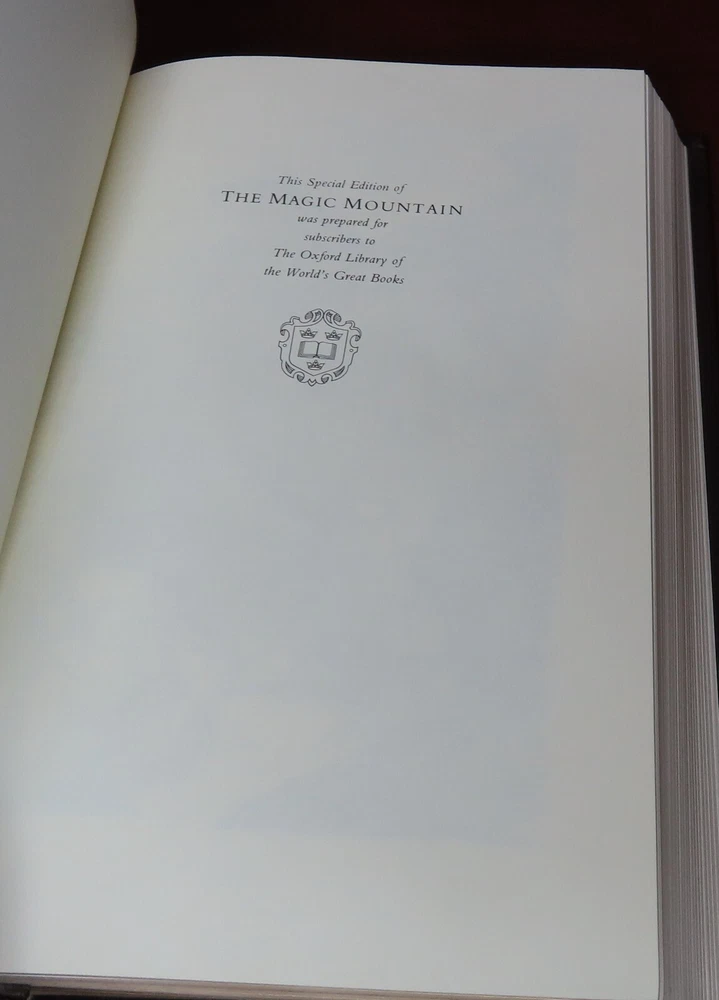 This Special Edition of
THE MAGIC MOUNTAIN
was prepared for
subscribers to
The Oxford Library of
the World's Great Books